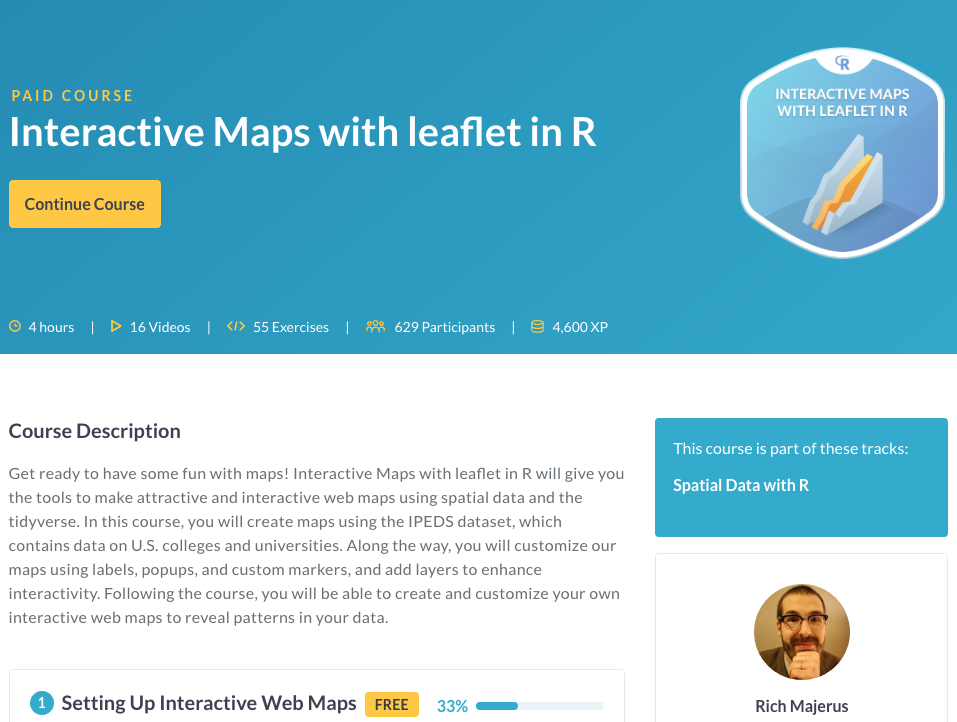 PAID COURSE
Interactive Maps with leaflet in R
Continue Course
R
INTERACTIVE MAPS
WITH LEAFLET IN R
4 hours | 16 Videos | 55 Exercises | 629 Participants | 4,600 XP
Course Description
Get ready to have some fun with maps! Interactive Maps with leaflet in R will give you
the tools to make attractive and interactive web maps using spatial data and the
tidyverse. In this course, you will create maps using the IPEDS dataset, which
contains data on U.S. colleges and universities. Along the way, you will customize our
maps using labels, popups, and custom markers, and add layers to enhance
interactivity. Following the course, you will be able to create and customize your own
interactive web maps to reveal patterns in your data.
1 Setting Up Interactive Web Maps FREE 33%
This course is part of these tracks:
Spatial Data with R
Rich Majerus